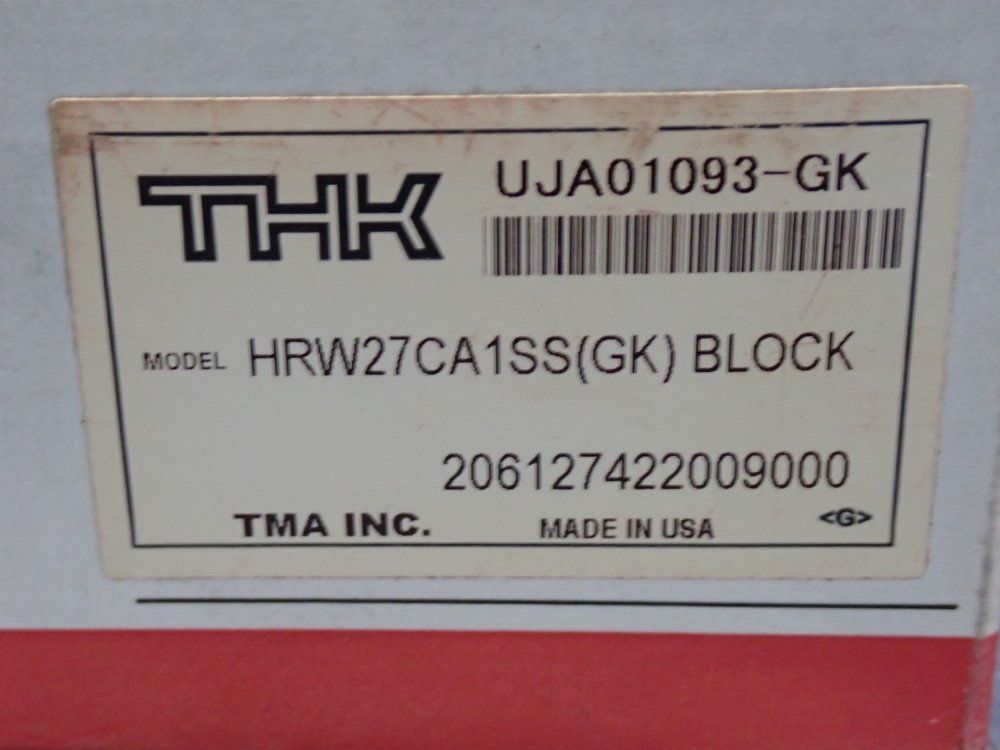 THK
UJA01093-GK
MODEL HRW27CA1SS(GK) BLOCK
206127422009000
TMA INC. MADE IN USA <G>